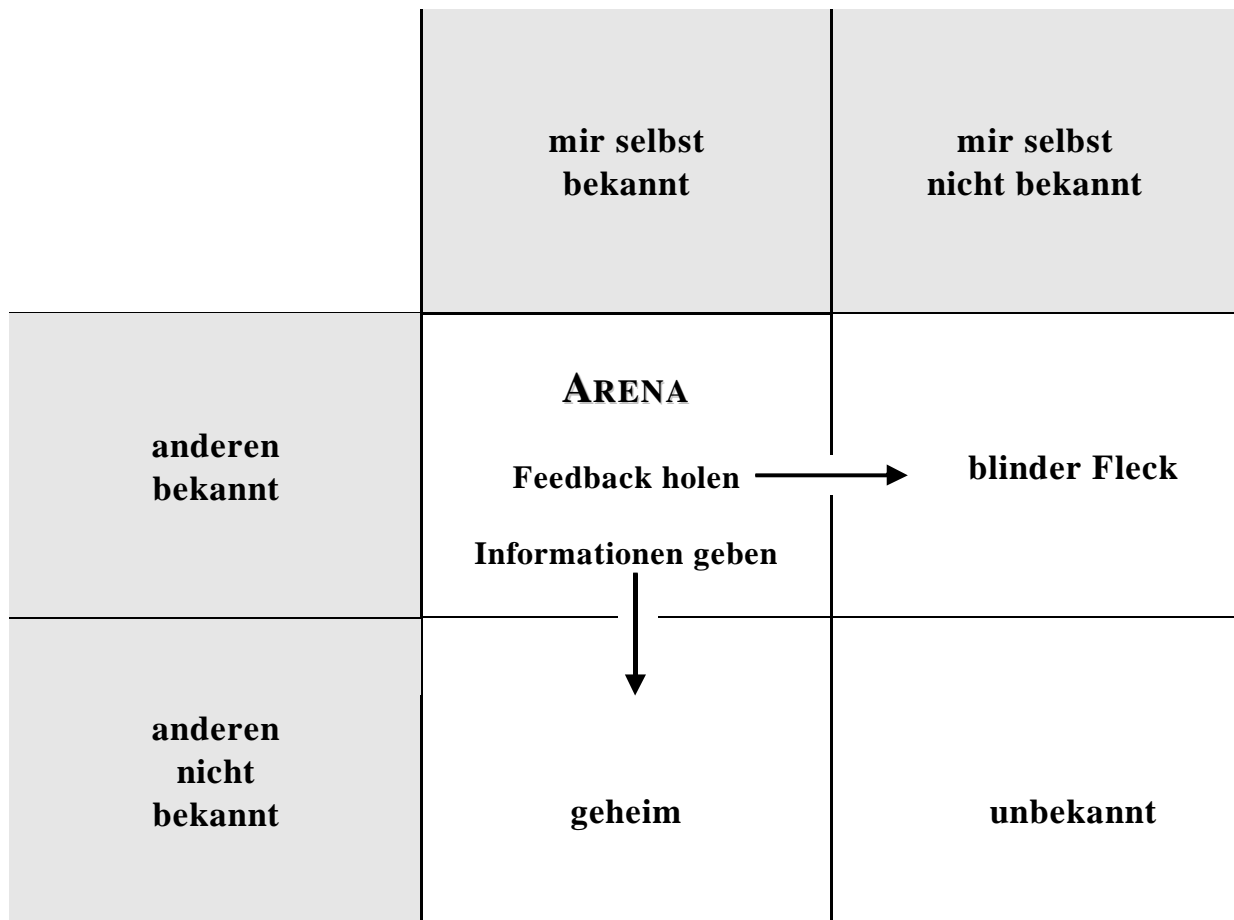 mir selbst
bekannt
mir selbst
nicht bekannt
anderen
bekannt
ARENA
Feedback holen
Informationen geben
blinder Fleck
anderen
nicht
bekannt
geheim
unbekannt